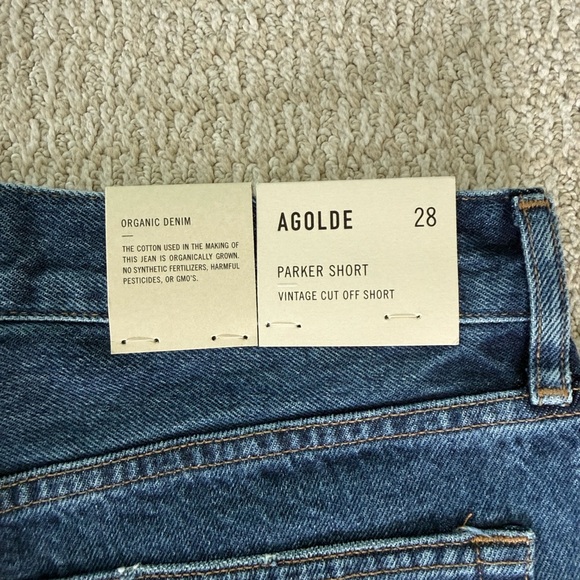 ORGANIC DENIM
THE COTTON USED IN THE MAKING OF
THIS JEAN IS ORGANICALLY GROWN.
NO SYNTHETIC FERTILIZERS, HARMFUL
PESTICIDES, OR GMO'S.
AGOLDE 28
PARKER SHORT
VINTAGE CUT OFF SHORT